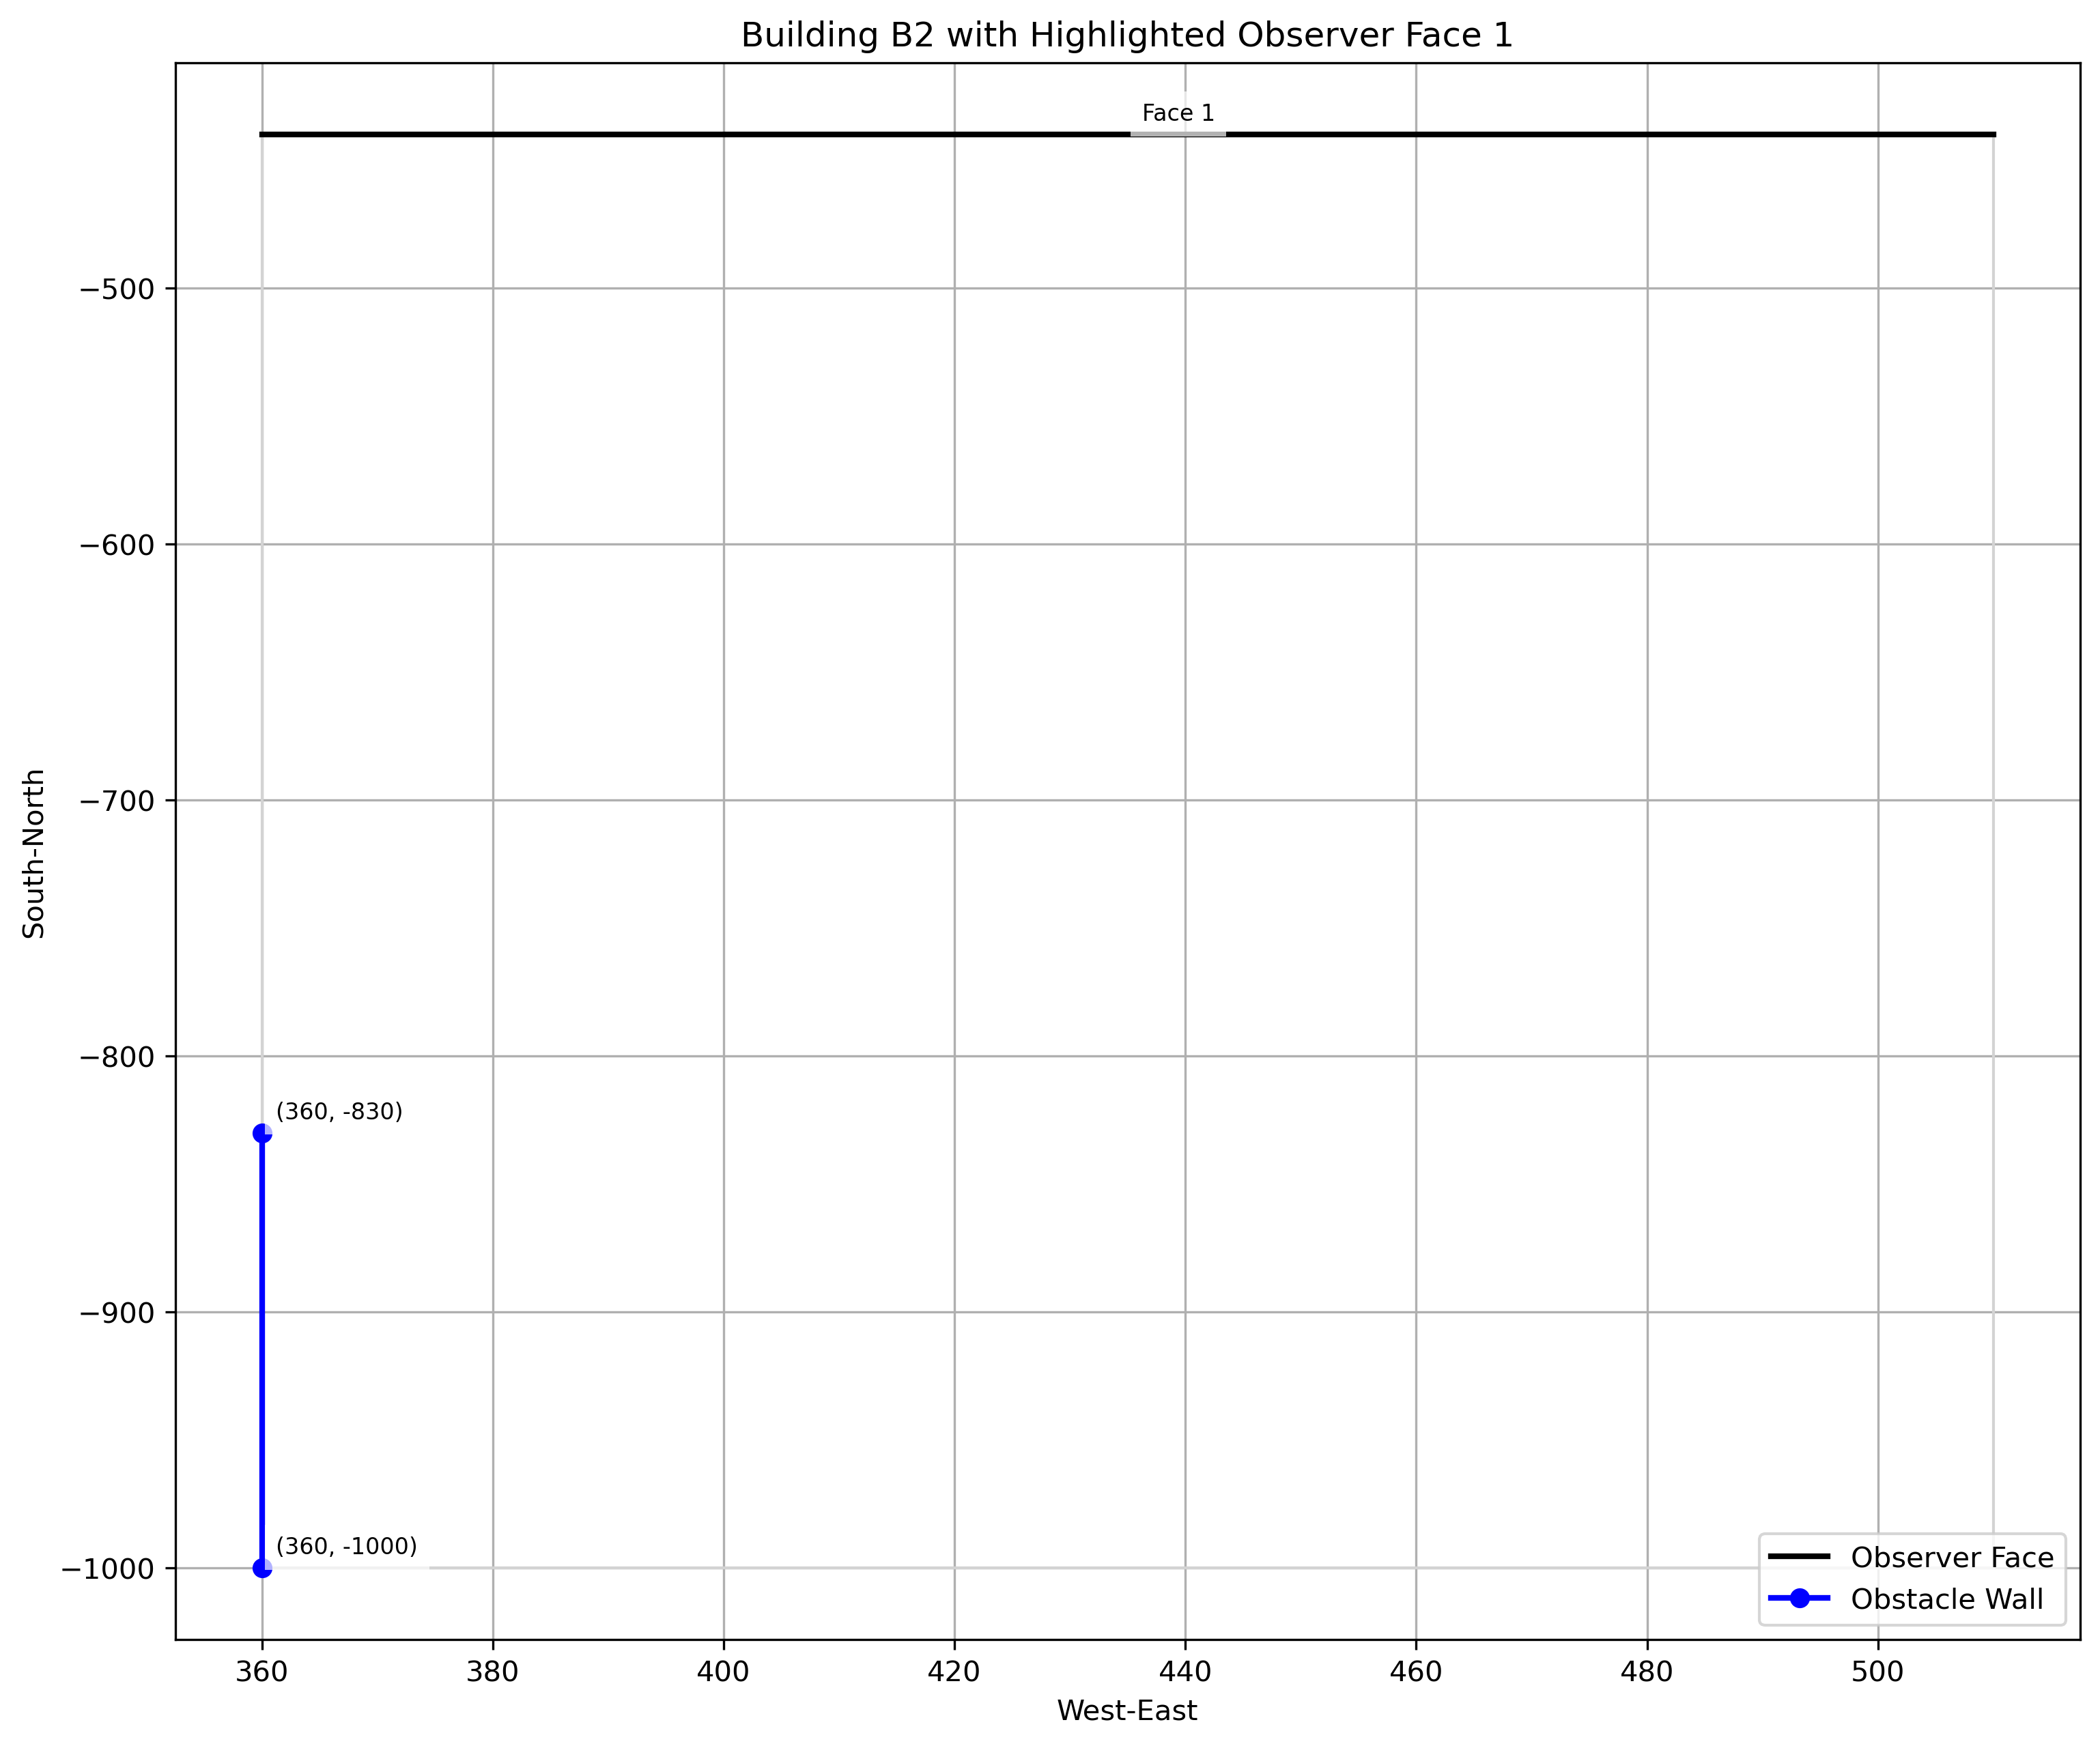 Building B2 with Highlighted Observer Face 1
Face 1
−500
−600
−700
−800
−900
−1000
South-North
(360, -830)
(360, -1000)
Observer Face
Obstacle Wall
360
380
400
420
440
460
480
500
West-East